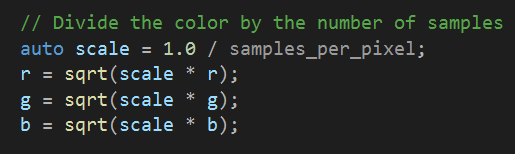 // Divide the color by the number of samples
auto scale = 1.0 / samples_per_pixel;
r = sqrt(scale * r);
g = sqrt(scale * g);
b = sqrt(scale * b);